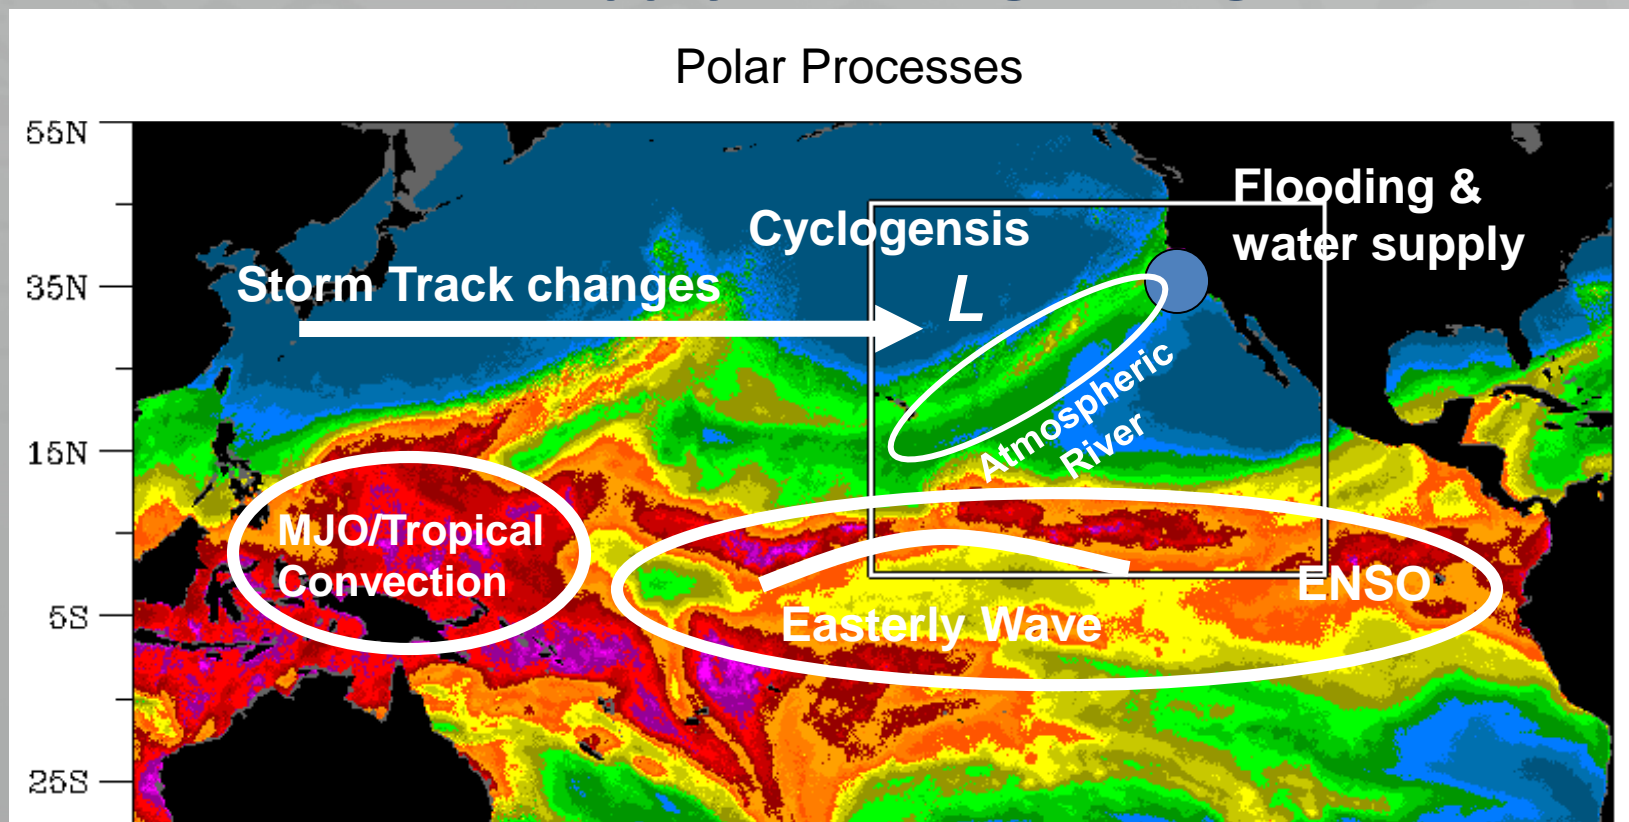 Polar Processes
55N
Flooding &
water supply
Cyclogensis
Storm Track changes
35N
L
Atmospheric
River
15N
MJO/Tropical
Convection
ENSO
5S
Easterly Wave
25S